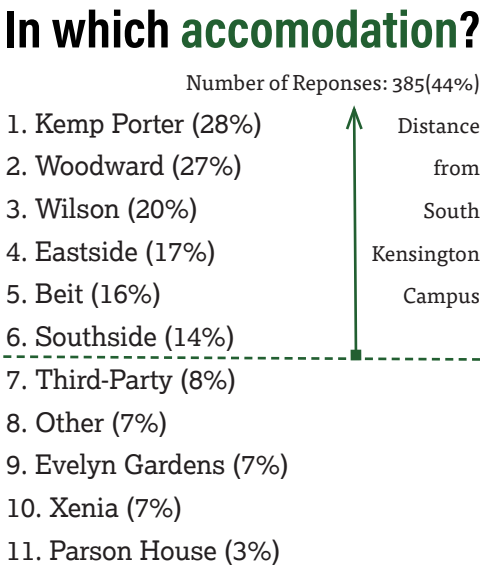 In which accomodation?
Number of Reponses: 385(44%)
1. Kemp Porter (28%)
2. Woodward (27%)
3. Wilson (20%)
4. Eastside (17%)
5. Beit (16%)
6. Southside (14%)
Distance
from
South
Kensington
Campus
7. Third-Party (8%)
8. Other (7%)
9. Evelyn Gardens (7%)
10. Xenia (7%)
11. Parson House (3%)